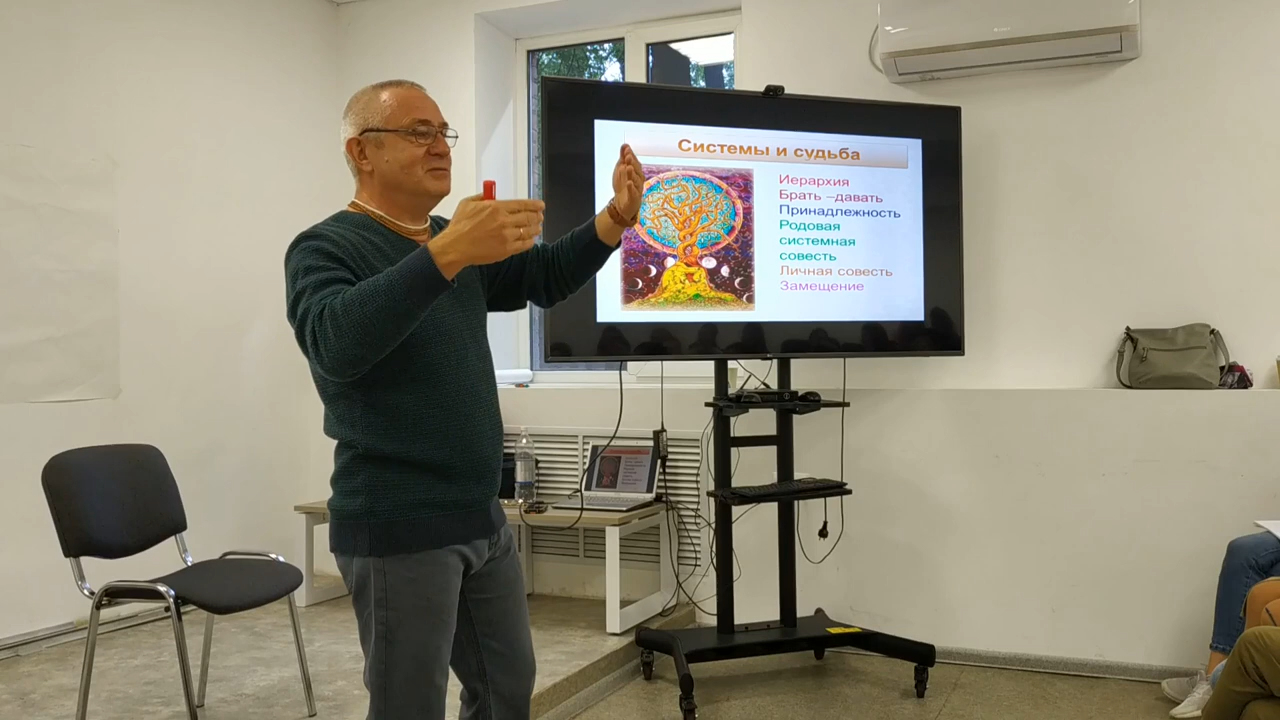 Системы и судьба
Иерархия
Брать –давать
Принадлежность
Родовая
системная
совесть
Личная совесть
Замещение